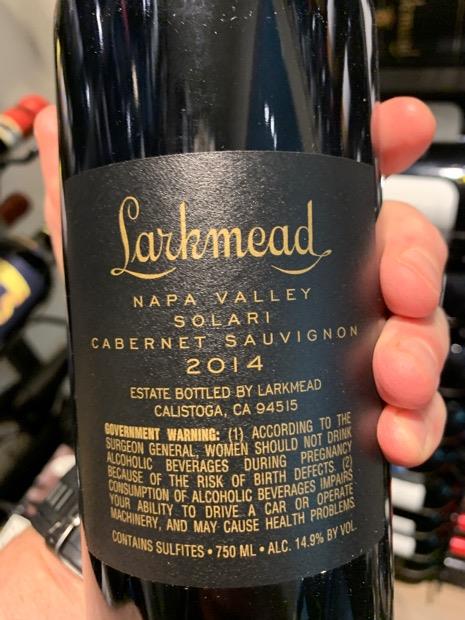 Larkmead
NAPA VALLEY
SOLARI
CABERNET SAUVIGNON
2014
ESTATE BOTTLED BY LARKMEAD
CALISTOGA, CA 94515
GOVERNMENT WARNING: (1) ACCORDING TO THE
SURGEON GENERAL, WOMEN SHOULD NOT DRINK
ALCOHOLIC BEVERAGES DURING PREGNANCY
BECAUSE OF THE RISK OF BIRTH DEFECTS. (2)
CONSUMPTION OF ALCOHOLIC BEVERAGES IMPAIRS
YOUR ABILITY TO DRIVE A CAR OR OPERATE
MACHINERY, AND MAY CAUSE HEALTH PROBLEMS.
CONTAINS SULFITES • 750 ML • ALC. 14.9% BY VOL.